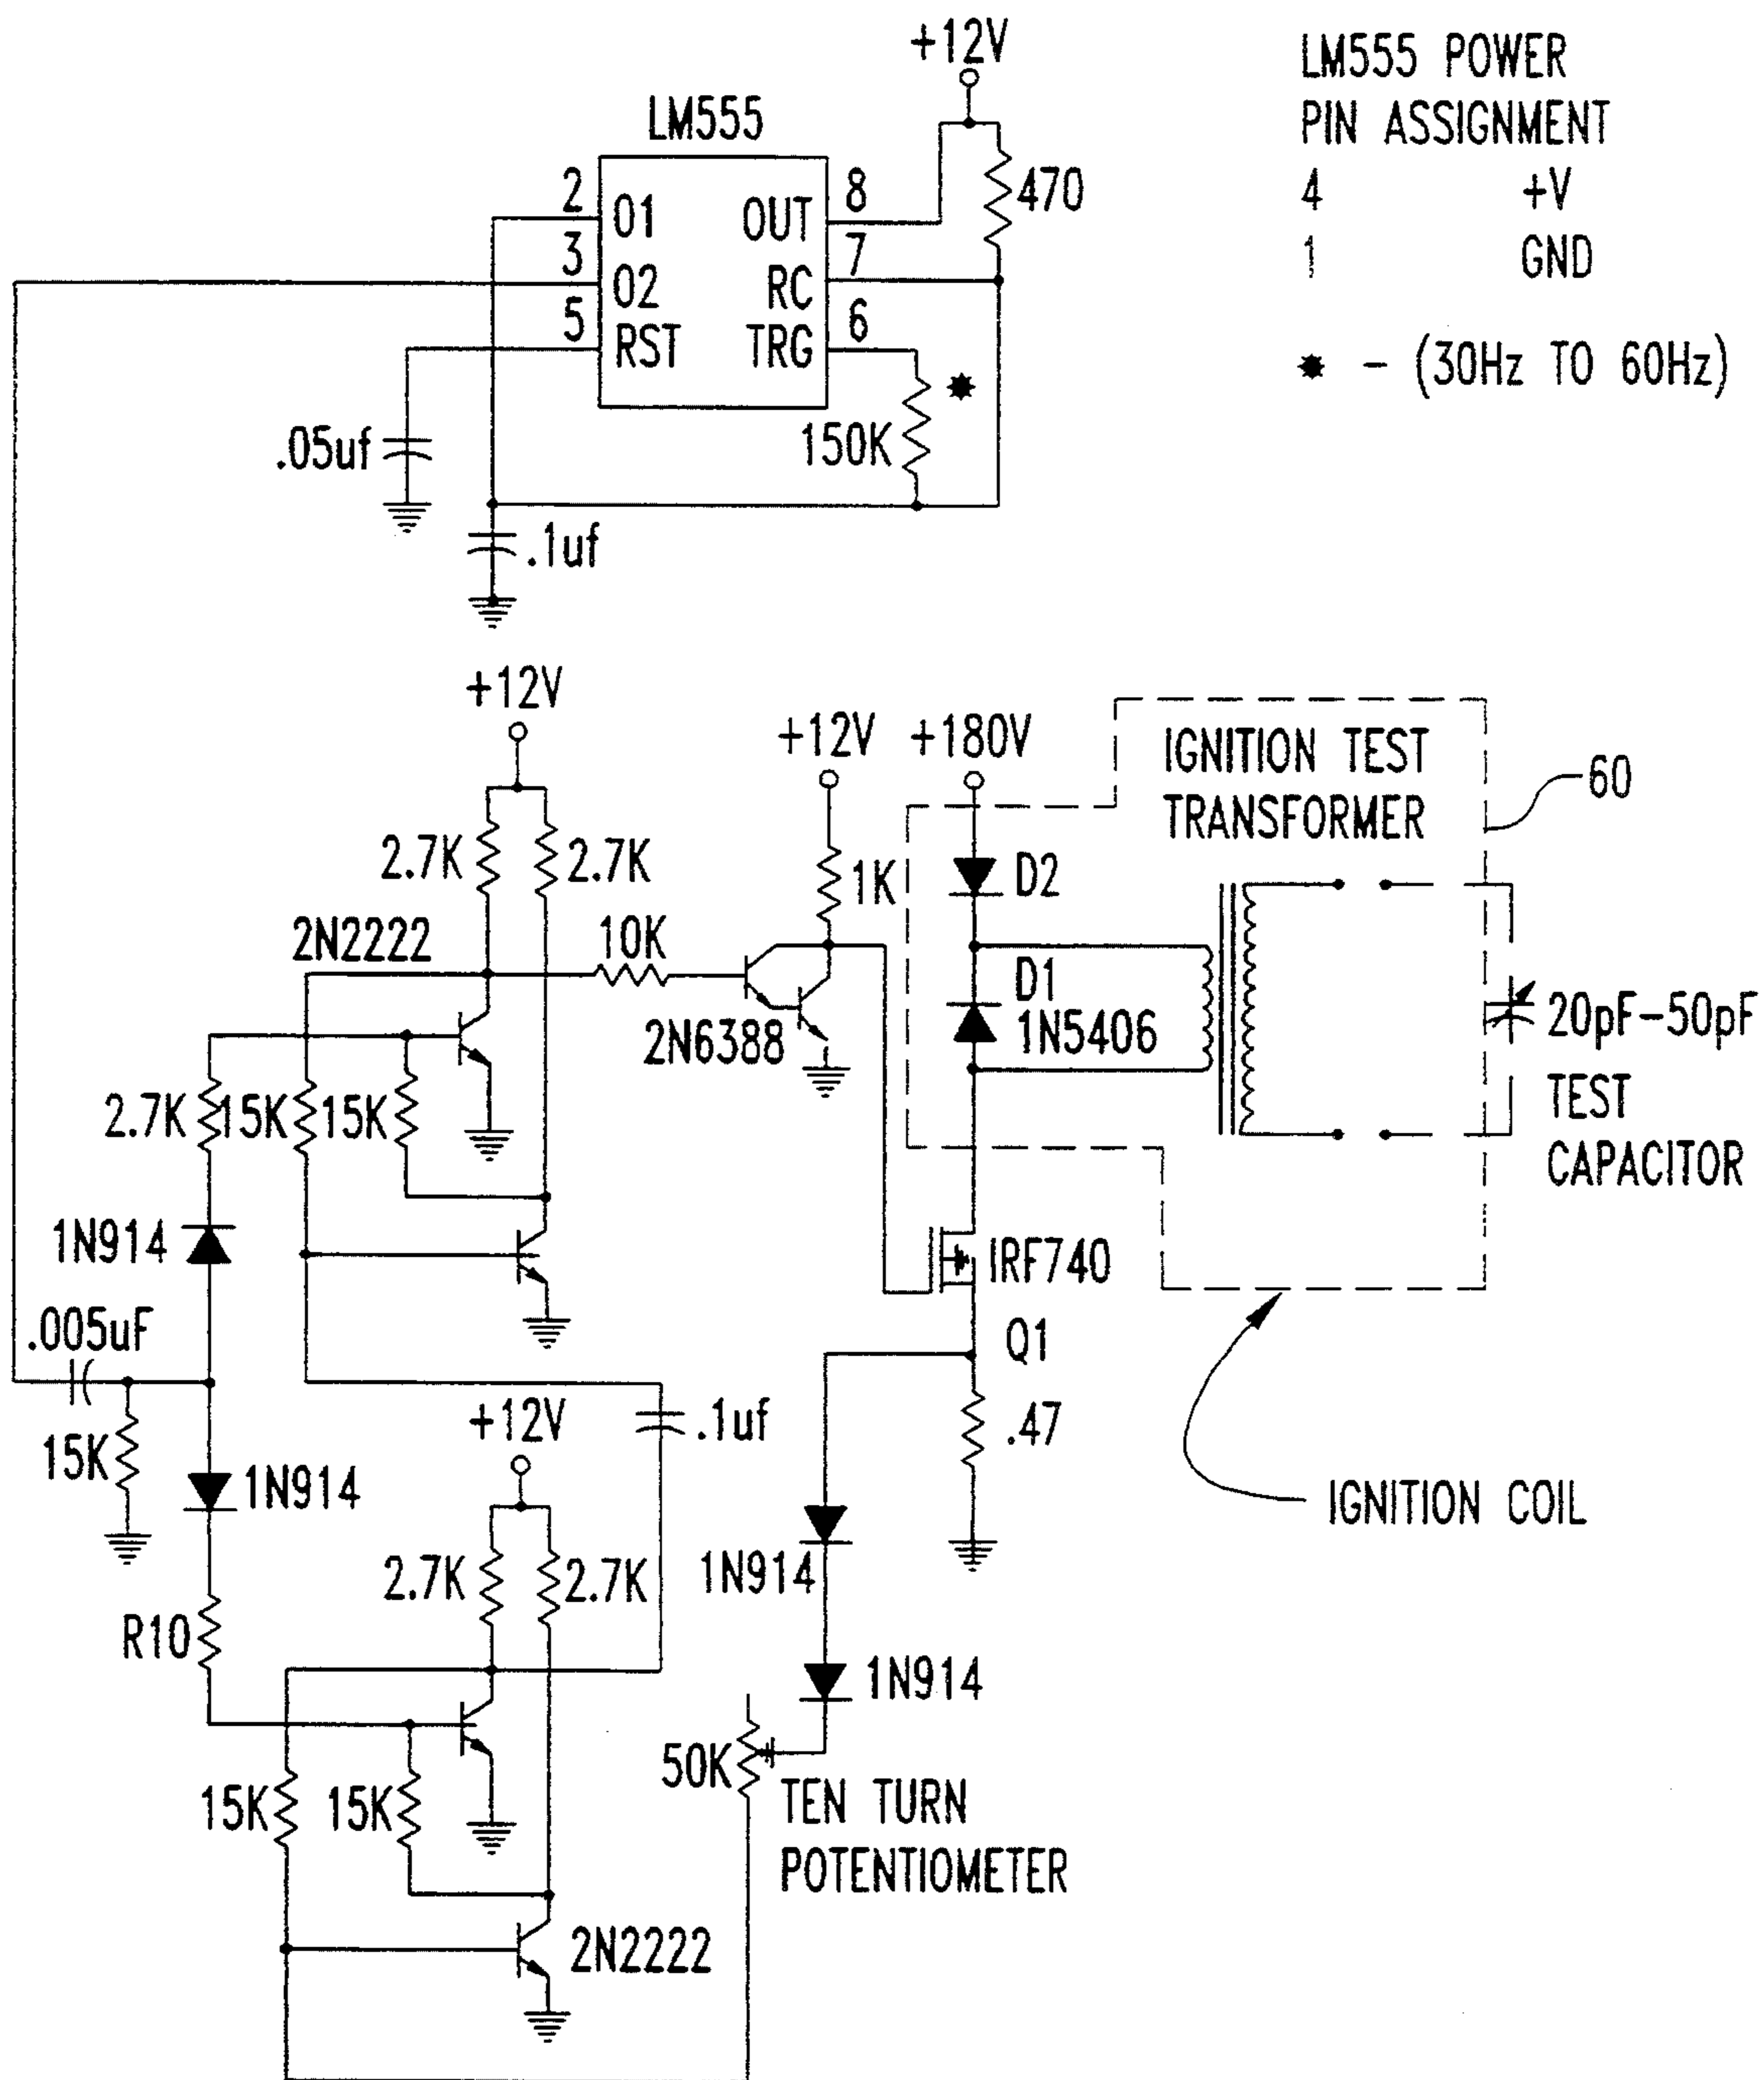 +12V
LM555 POWER
PIN ASSIGNMENT
4 +V
1 GND
✷ - (30Hz TO 60Hz)
LM555
2 O1 OUT 8
3 O2 RC 7
5 RST TRG 6
470
✷
150K
.05uf
.1uf
+12V
2.7K
2.7K
+12V
+180V
IGNITION TEST
TRANSFORMER
60
1K
D2
2N2222
10K
2N6388
D1
1N5406
20pF-50pF
TEST
CAPACITOR
2.7K
15K
15K
1N914
IRF740
Q1
.005uF
15K
+12V
.1uf
.47
1N914
IGNITION COIL
2.7K
2.7K
1N914
R10
1N914
15K
15K
50K
TEN TURN
POTENTIOMETER
2N2222